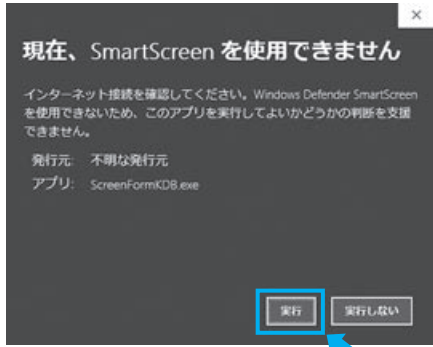 現在、SmartScreen を使用できません
インターネット接続を確認してください。Windows Defender SmartScreen
を使用できないため、このアプリを実行してよいかどうかの判断を支援
できません。
発行元: 不明な発行元
アプリ: ScreenFormKDB.exe
実行 実行しない